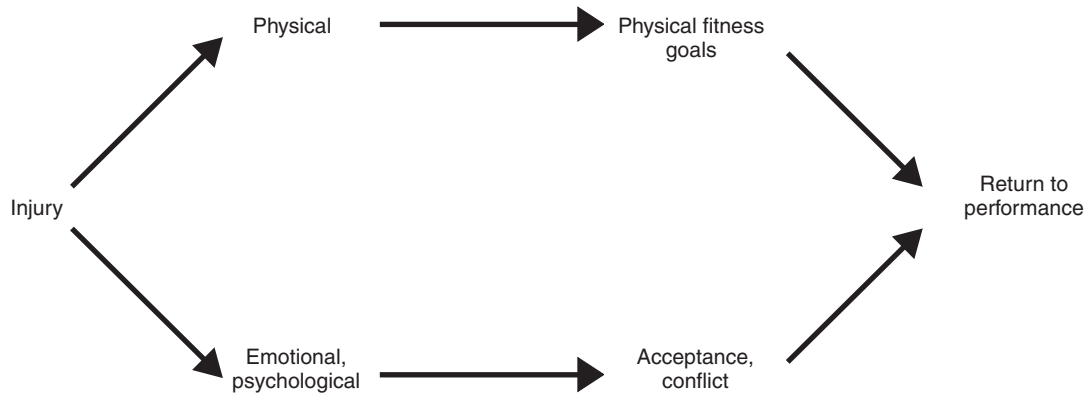 Physical
Physical fitness
goals
Injury
Return to
performance
Emotional,
psychological
Acceptance,
conflict